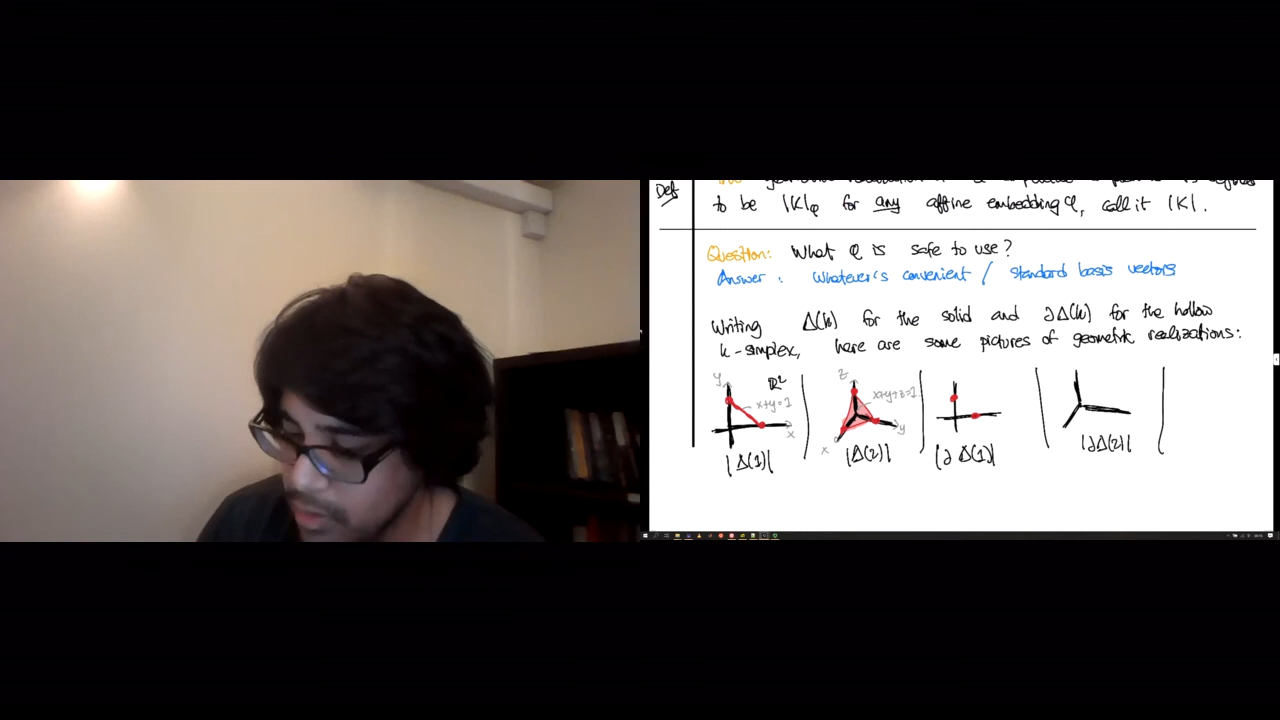 Def
to be |K|φ for any affine embedding φ, call it |K|.
Question: What φ is safe to use?
Answer: Whatever's convenient / standard basis vectors
Writing Δ(k) for the solid and ∂Δ(k) for the hollow
k-simplex, here are some pictures of geometric realizations:
y ℝ² x+y=1 x
z x+y+z=1 y x
|Δ(1)| |Δ(2)| |∂Δ(1)| |∂Δ(2)|